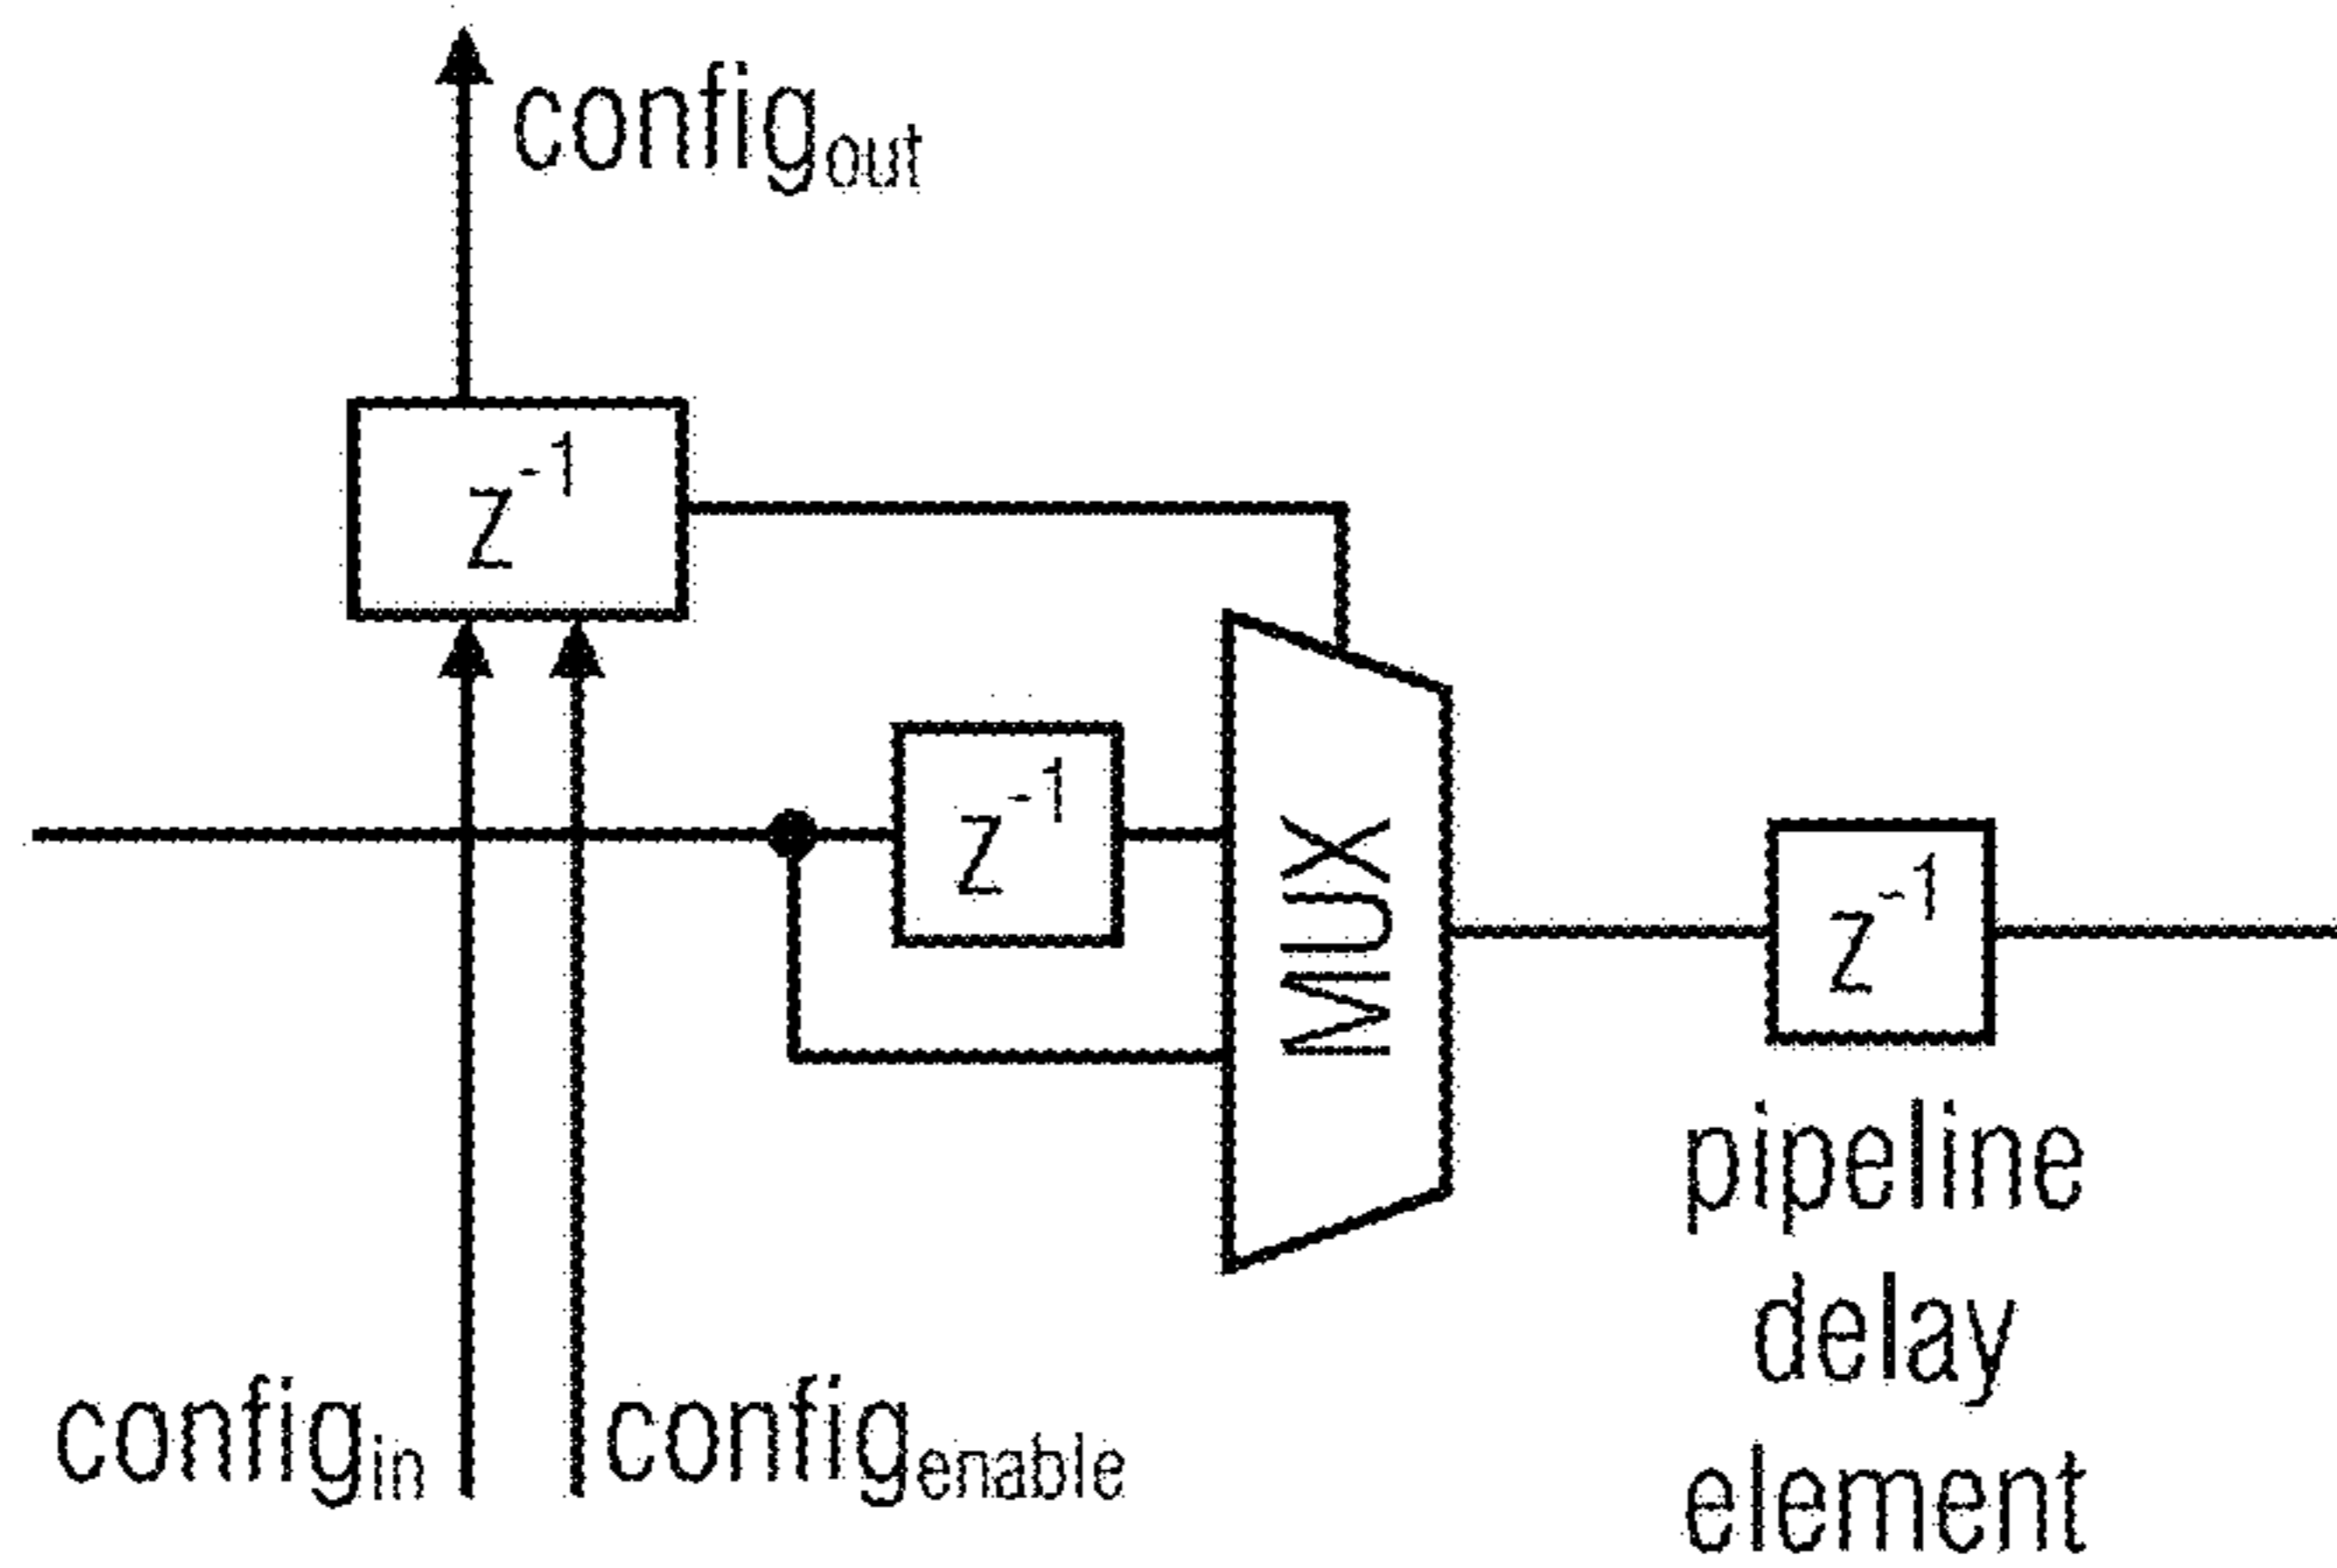 config_out
z^-1
z^-1
MUX
z^-1
pipeline
delay
element
config_in
config_enable